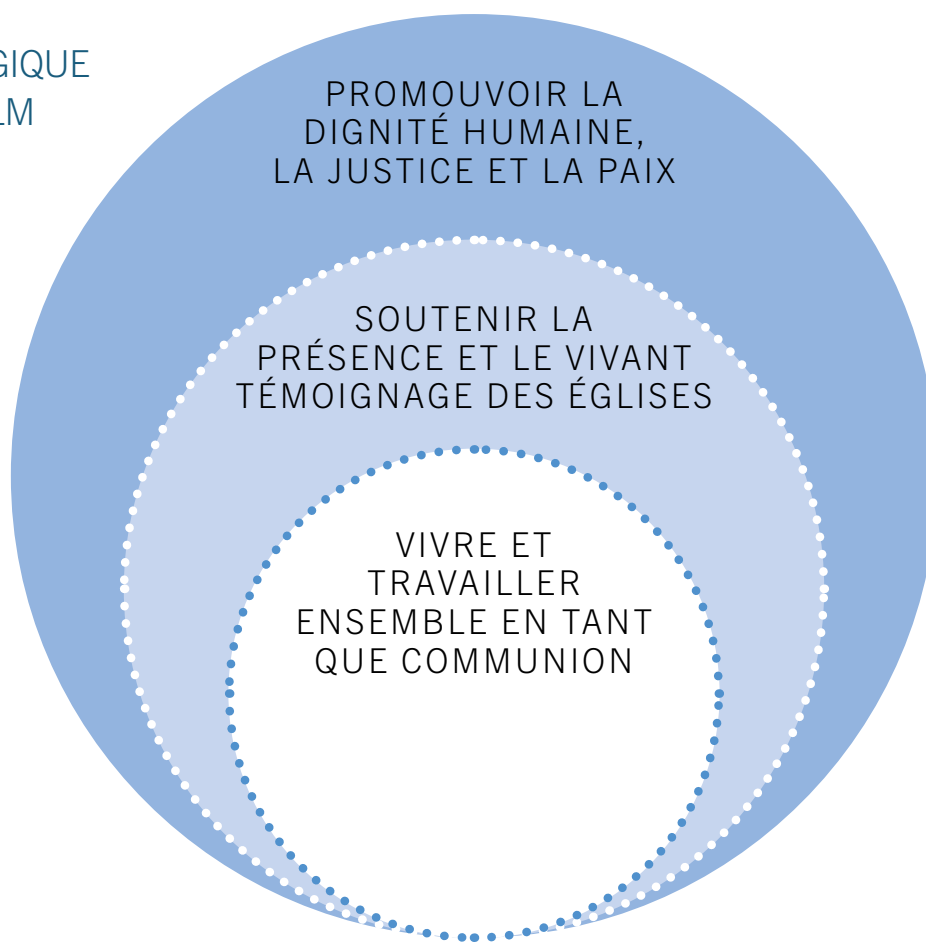 GIQUE
LM
PROMOUVOIR LA
DIGNITÉ HUMAINE,
LA JUSTICE ET LA PAIX
SOUTENIR LA
PRÉSENCE ET LE VIVANT
TÉMOIGNAGE DES ÉGLISES
VIVRE ET
TRAVAILLER
ENSEMBLE EN TANT
QUE COMMUNION